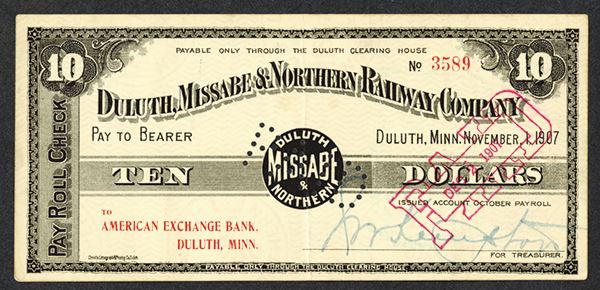 10
10
PAYABLE ONLY THROUGH THE DULUTH CLEARING HOUSE
No 3589
DULUTH, MISSABE & NORTHERN RAILWAY COMPANY
PAY TO BEARER
DULUTH, MINN. NOVEMBER, 1, 1907
PAY ROLL CHECK
DULUTH
MISSABE
&
NORTHERN
TEN
DOLLARS
PAID
ISSUED ACCOUNT OCTOBER PAYROLL
TO
AMERICAN EXCHANGE BANK.
DULUTH, MINN.
FOR TREASURER.
PAYABLE ONLY THROUGH THE DULUTH CLEARING HOUSE